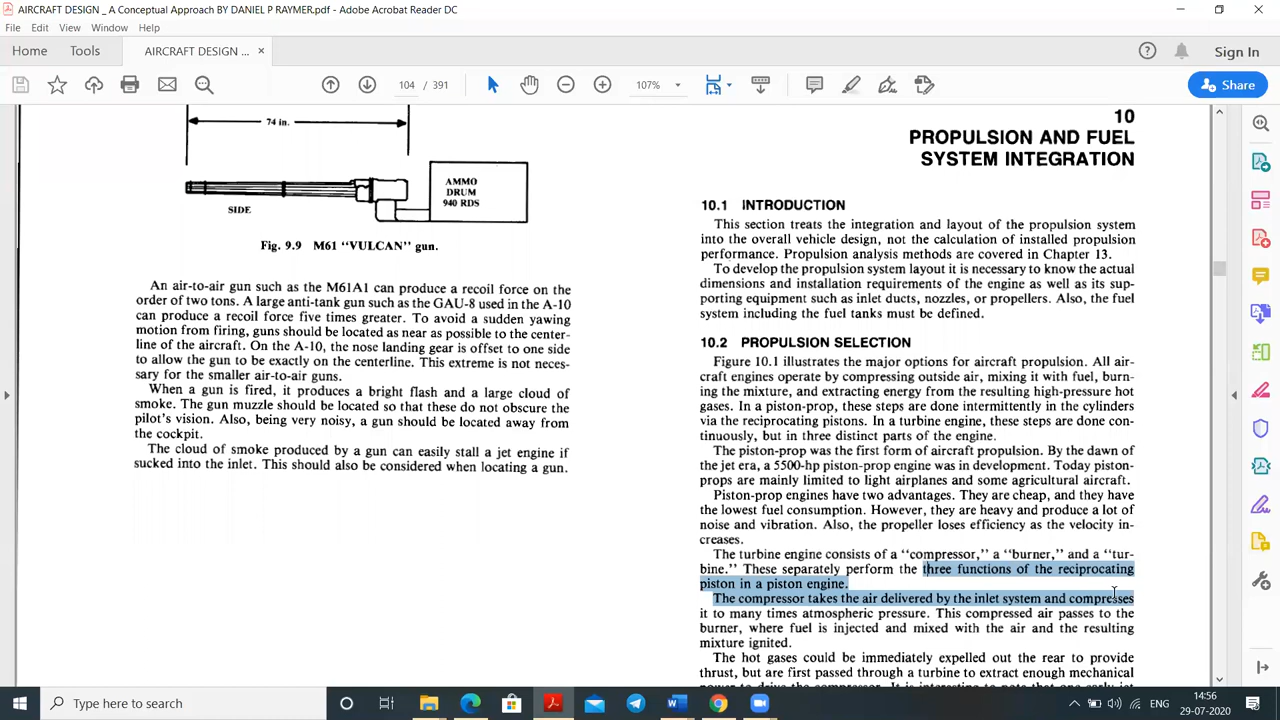 AIRCRAFT DESIGN _ A Conceptual Approach BY DANIEL P RAYMER.pdf - Adobe Acrobat Reader DC
File Edit View Window Help
Home Tools AIRCRAFT DESIGN ... × Sign In
104 / 391 107% Share
74 in.
AMMO
DRUM
940 RDS
SIDE
Fig. 9.9 M61 “VULCAN” gun.
An air-to-air gun such as the M61A1 can produce a recoil force on the
order of two tons. A large anti-tank gun such as the GAU-8 used in the A-10
can produce a recoil force five times greater. To avoid a sudden yawing
motion from firing, guns should be located as near as possible to the center-
line of the aircraft. On the A-10, the nose landing gear is offset to one side
to allow the gun to be exactly on the centerline. This extreme is not neces-
sary for the smaller air-to-air guns.
When a gun is fired, it produces a bright flash and a large cloud of
smoke. The gun muzzle should be located so that these do not obscure the
pilot's vision. Also, being very noisy, a gun should be located away from
the cockpit.
The cloud of smoke produced by a gun can easily stall a jet engine if
sucked into the inlet. This should also be considered when locating a gun.
10
PROPULSION AND FUEL
SYSTEM INTEGRATION
10.1 INTRODUCTION
This section treats the integration and layout of the propulsion system
into the overall vehicle design, not the calculation of installed propulsion
performance. Propulsion analysis methods are covered in Chapter 13.
To develop the propulsion system layout it is necessary to know the actual
dimensions and installation requirements of the engine as well as its sup-
porting equipment such as inlet ducts, nozzles, or propellers. Also, the fuel
system including the fuel tanks must be defined.
10.2 PROPULSION SELECTION
Figure 10.1 illustrates the major options for aircraft propulsion. All air-
craft engines operate by compressing outside air, mixing it with fuel, burn-
ing the mixture, and extracting energy from the resulting high-pressure hot
gases. In a piston-prop, these steps are done intermittently in the cylinders
via the reciprocating pistons. In a turbine engine, these steps are done con-
tinuously, but in three distinct parts of the engine.
The piston-prop was the first form of aircraft propulsion. By the dawn of
the jet era, a 5500-hp piston-prop engine was in development. Today piston-
props are mainly limited to light airplanes and some agricultural aircraft.
Piston-prop engines have two advantages. They are cheap, and they have
the lowest fuel consumption. However, they are heavy and produce a lot of
noise and vibration. Also, the propeller loses efficiency as the velocity in-
creases.
The turbine engine consists of a “compressor,” a “burner,” and a “tur-
bine.” These separately perform the three functions of the reciprocating
piston in a piston engine.
The compressor takes the air delivered by the inlet system and compresses
it to many times atmospheric pressure. This compressed air passes to the
burner, where fuel is injected and mixed with the air and the resulting
mixture ignited.
The hot gases could be immediately expelled out the rear to provide
thrust, but are first passed through a turbine to extract enough mechanical
power to drive the compressor. It is interesting to note that one early jet
Type here to search
ENG
14:56
29-07-2020